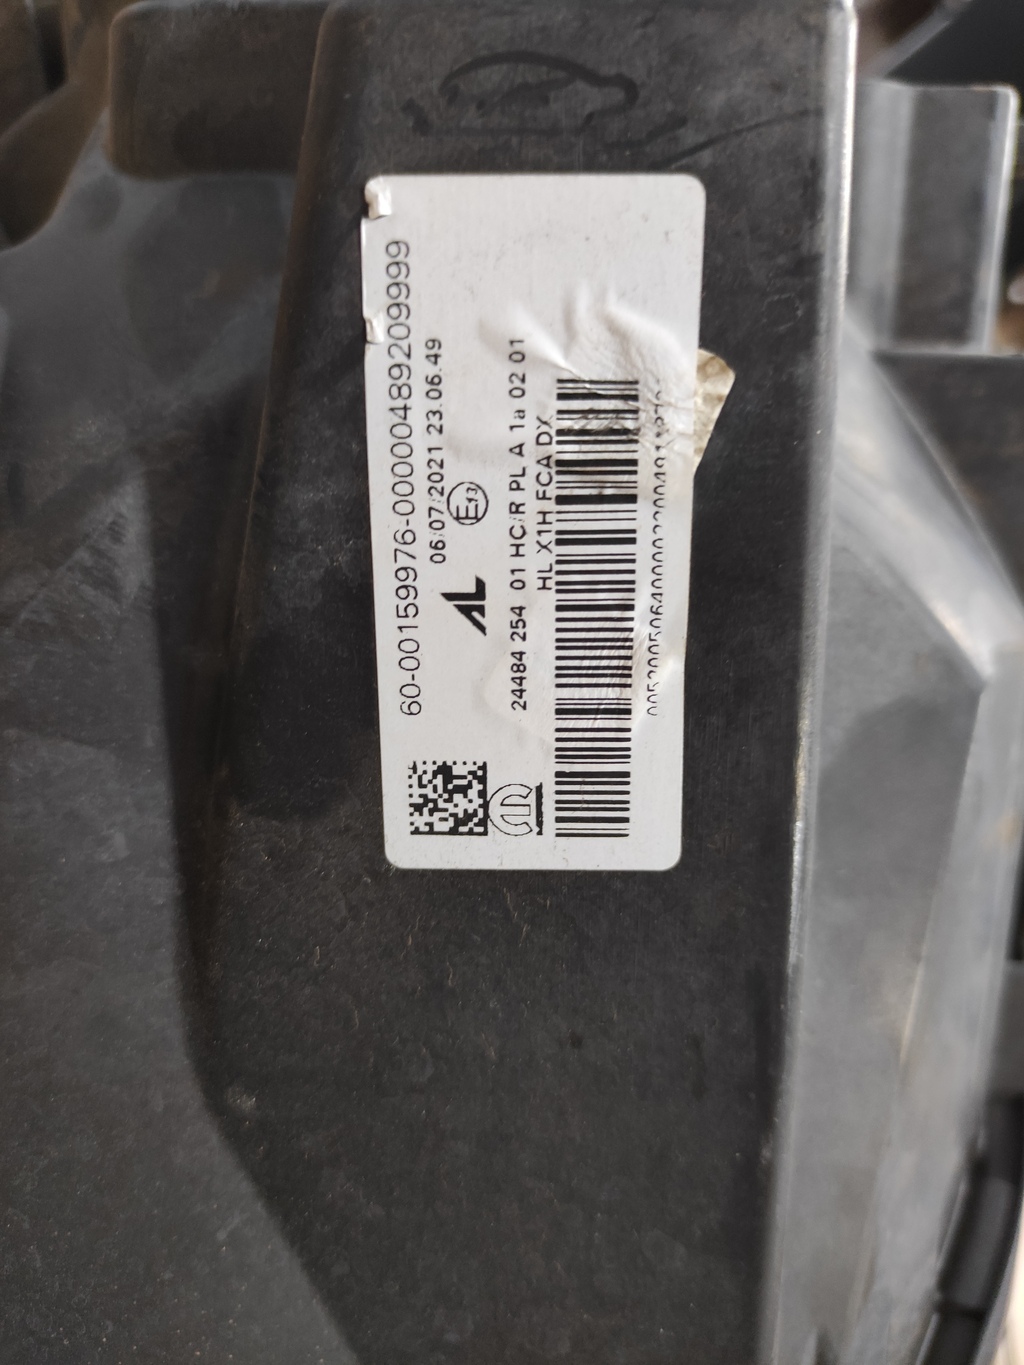 60-00159976-00000489209999
06/07/2021 23.06.49
E13
AL
24484 254 01 HC/R PL A 1a 02 01
HL X1H FCA DX